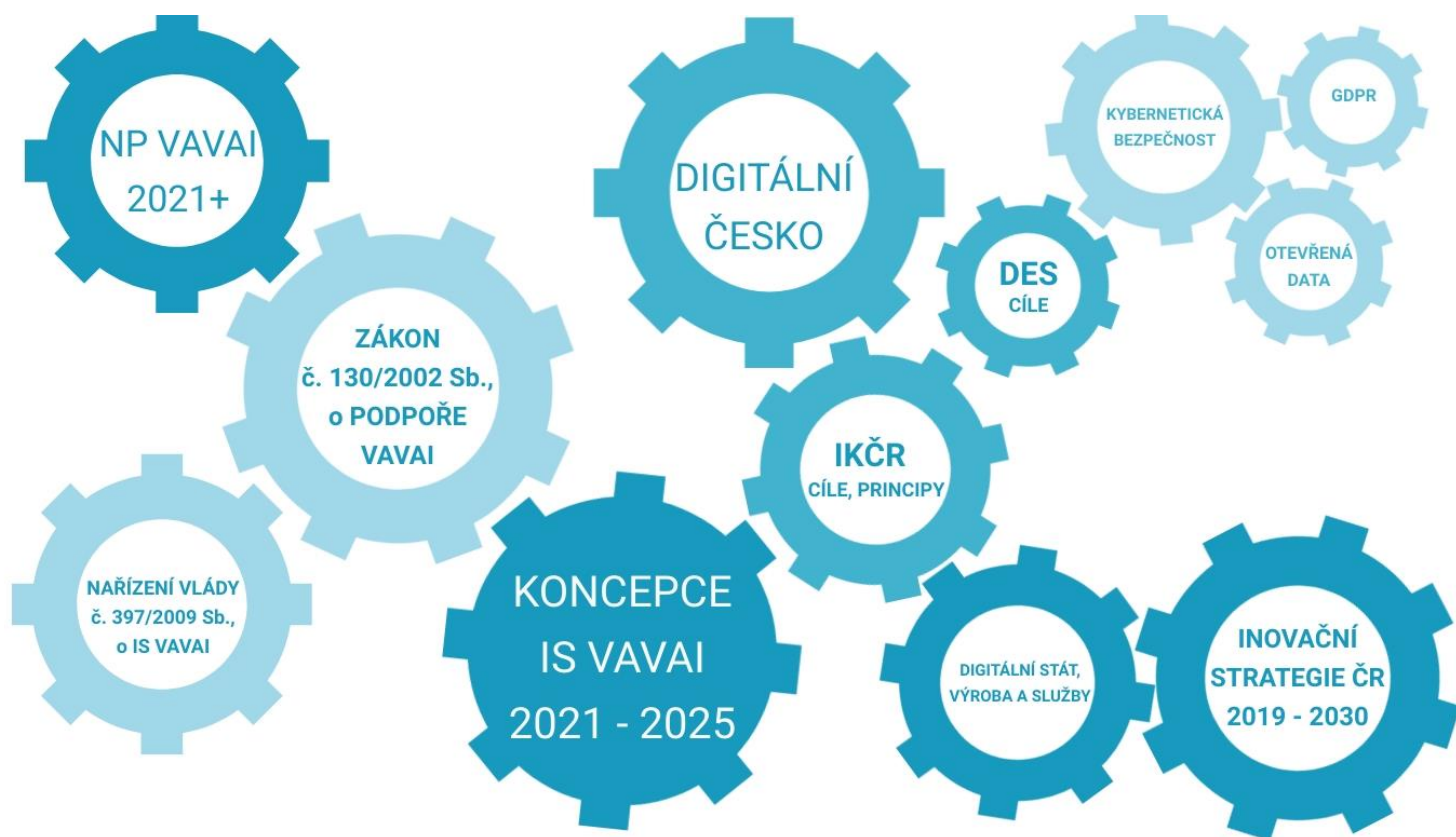 NP VAVAI
2021+
DIGITÁLNÍ
ČESKO
KYBERNETICKÁ
BEZPEČNOST
GDPR
OTEVŘENÁ
DATA
DES
CÍLE
ZÁKON
č. 130/2002 Sb.,
o PODPOŘE
VAVAI
IKČR
CÍLE, PRINCIPY
NAŘÍZENÍ VLÁDY
č. 397/2009 Sb.,
o IS VAVAI
KONCEPCE
IS VAVAI
2021 - 2025
DIGITÁLNÍ STÁT,
VÝROBA A SLUŽBY
INOVAČNÍ
STRATEGIE ČR
2019 - 2030